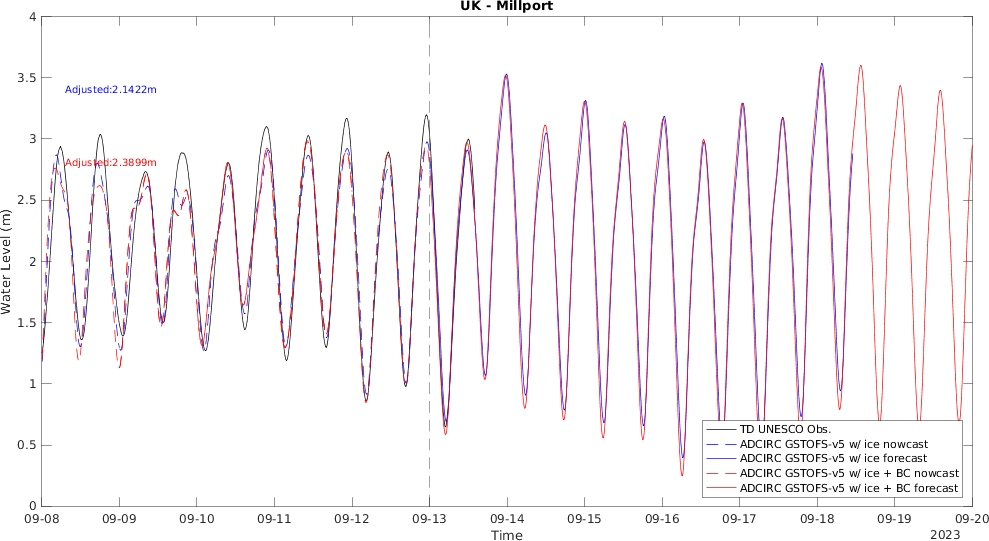 UK - Millport
4
3.5
3
2.5
2
1.5
1
0.5
0
Water Level (m)
Adjusted:2.1422m
Adjusted:2.3899m
TD UNESCO Obs.
ADCIRC GSTOFS-v5 w/ ice nowcast
ADCIRC GSTOFS-v5 w/ ice forecast
ADCIRC GSTOFS-v5 w/ ice + BC nowcast
ADCIRC GSTOFS-v5 w/ ice + BC forecast
09-08 09-09 09-10 09-11 09-12 09-13 09-14 09-15 09-16 09-17 09-18 09-19 09-20
Time
2023